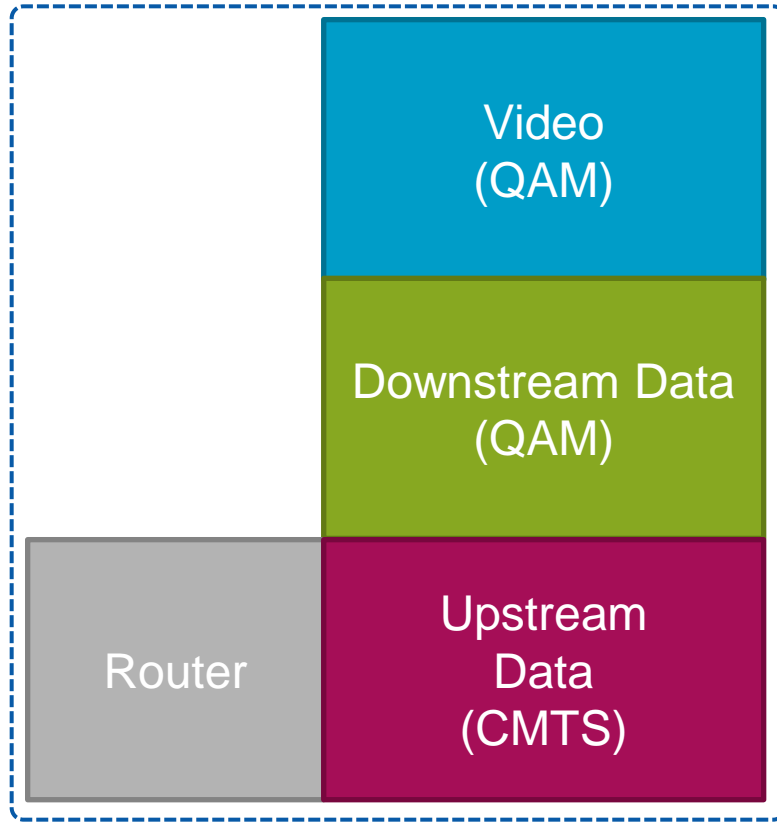 Video
(QAM)
Downstream Data
(QAM)
Router
Upstream
Data
(CMTS)